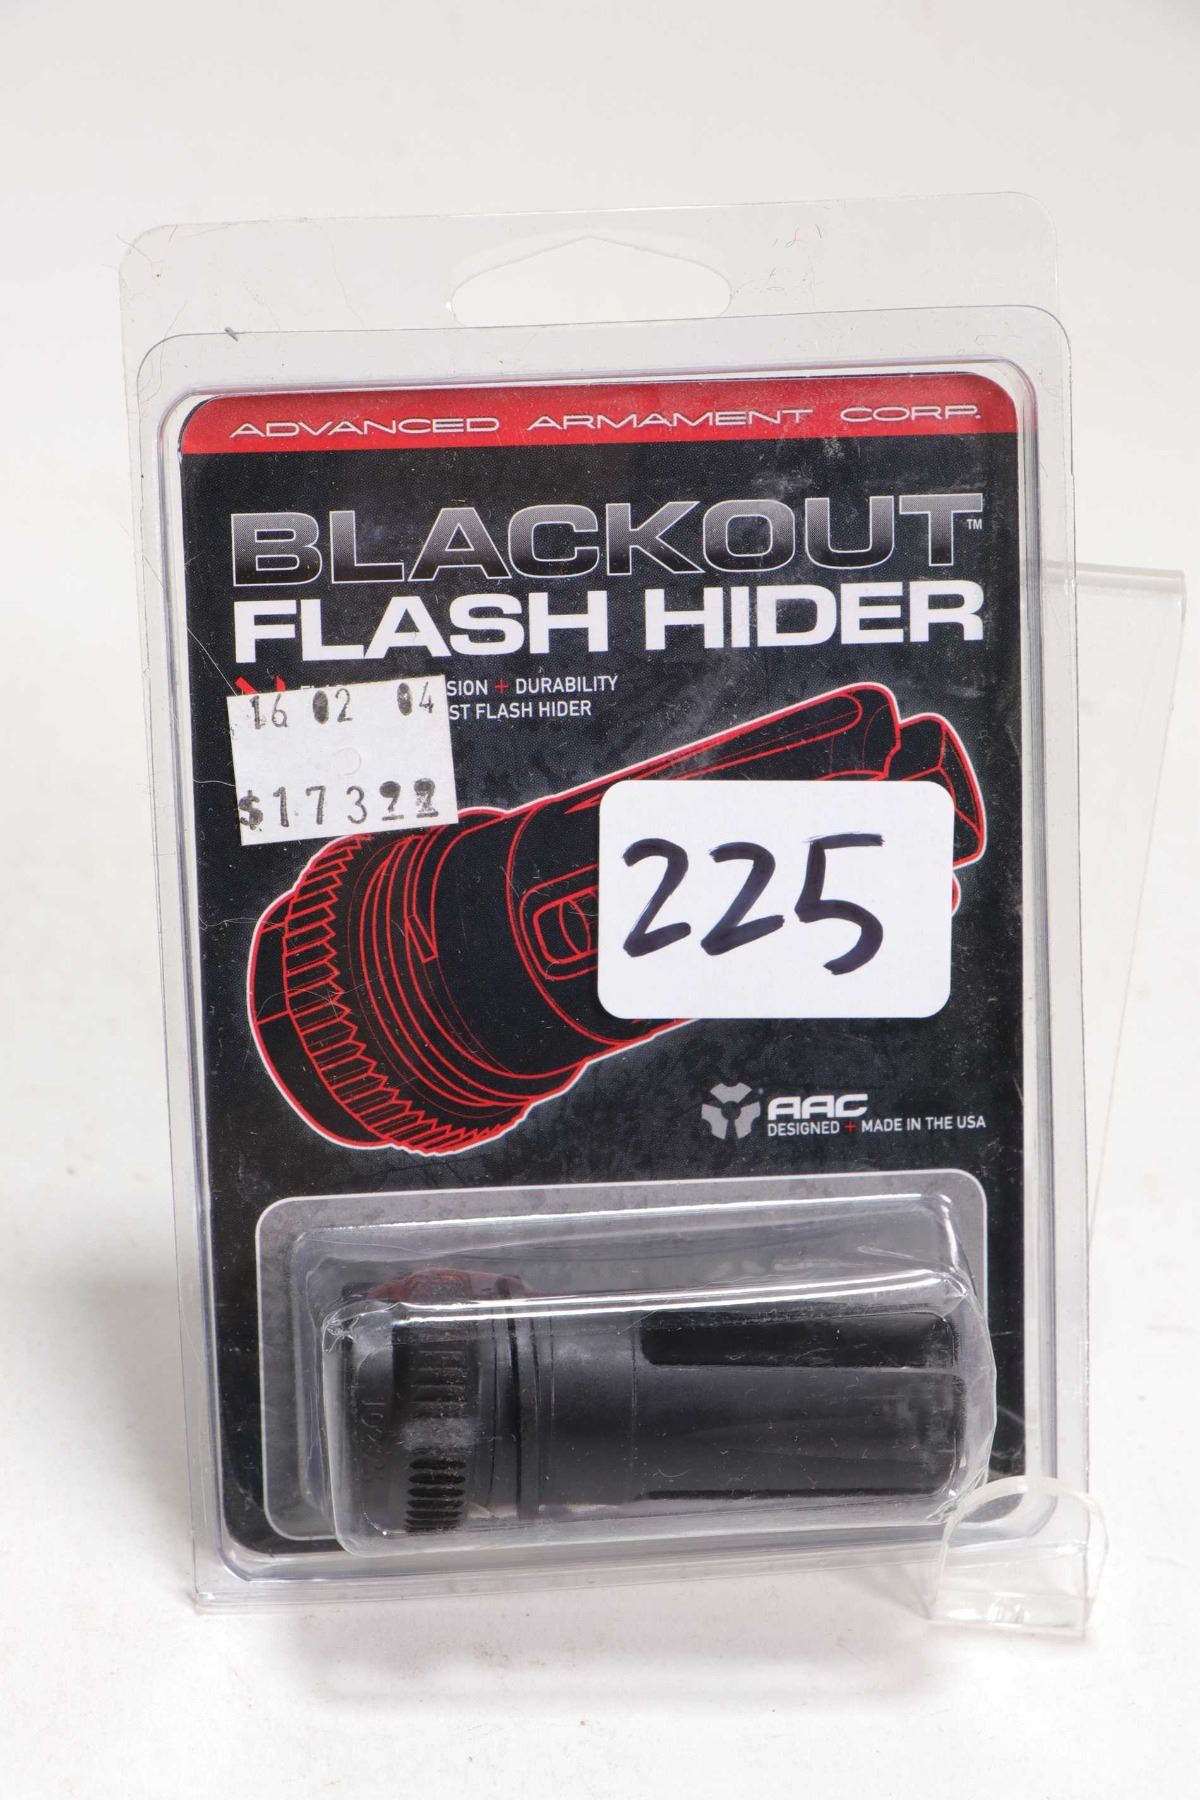 ADVANCED ARMAMENT CORP.
BLACKOUT™
FLASH HIDER
SION + DURABILITY
ST FLASH HIDER
16 02 04
$17322
225
AAC
DESIGNED + MADE IN THE USA